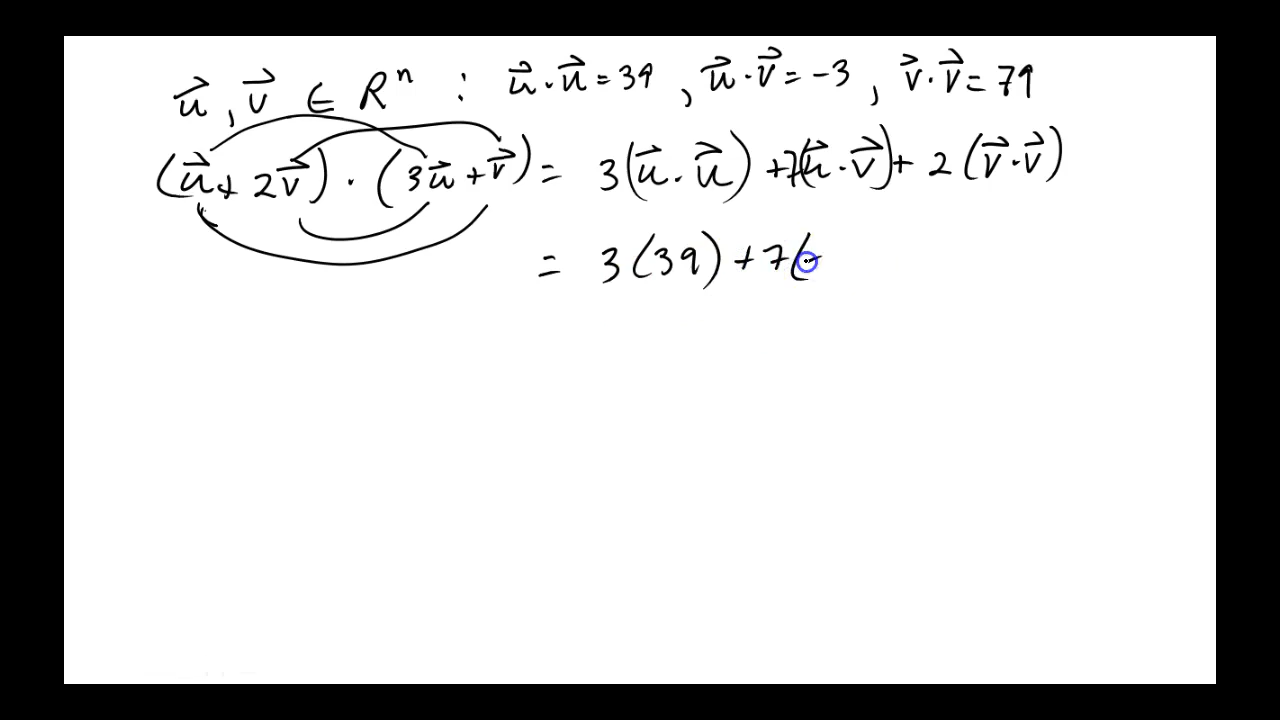 u⃗, v⃗ ∈ Rⁿ : u⃗ · u⃗ = 39, u⃗ · v⃗ = -3, v⃗ · v⃗ = 79
(u⃗ + 2v⃗) · (3u⃗ + v⃗) = 3(u⃗ · u⃗) + 7(u⃗ · v⃗) + 2(v⃗ · v⃗)
= 3(39) + 7(-